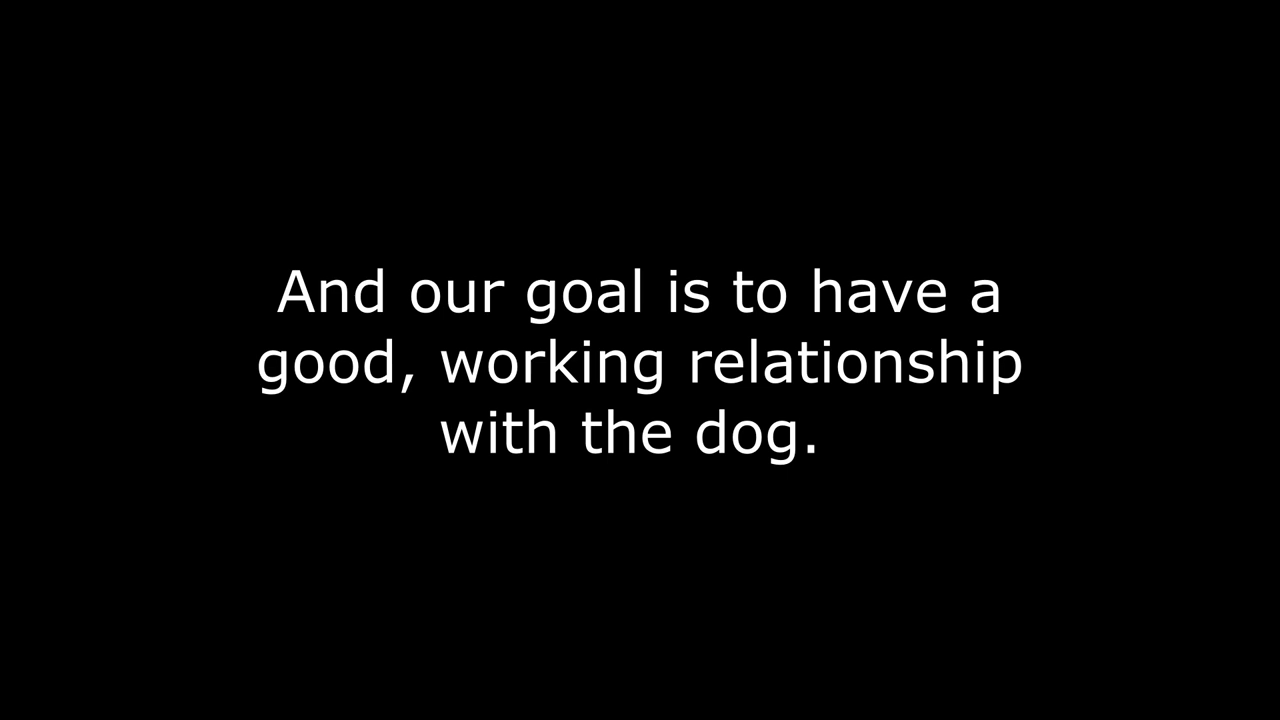 And our goal is to have a
good, working relationship
with the dog.